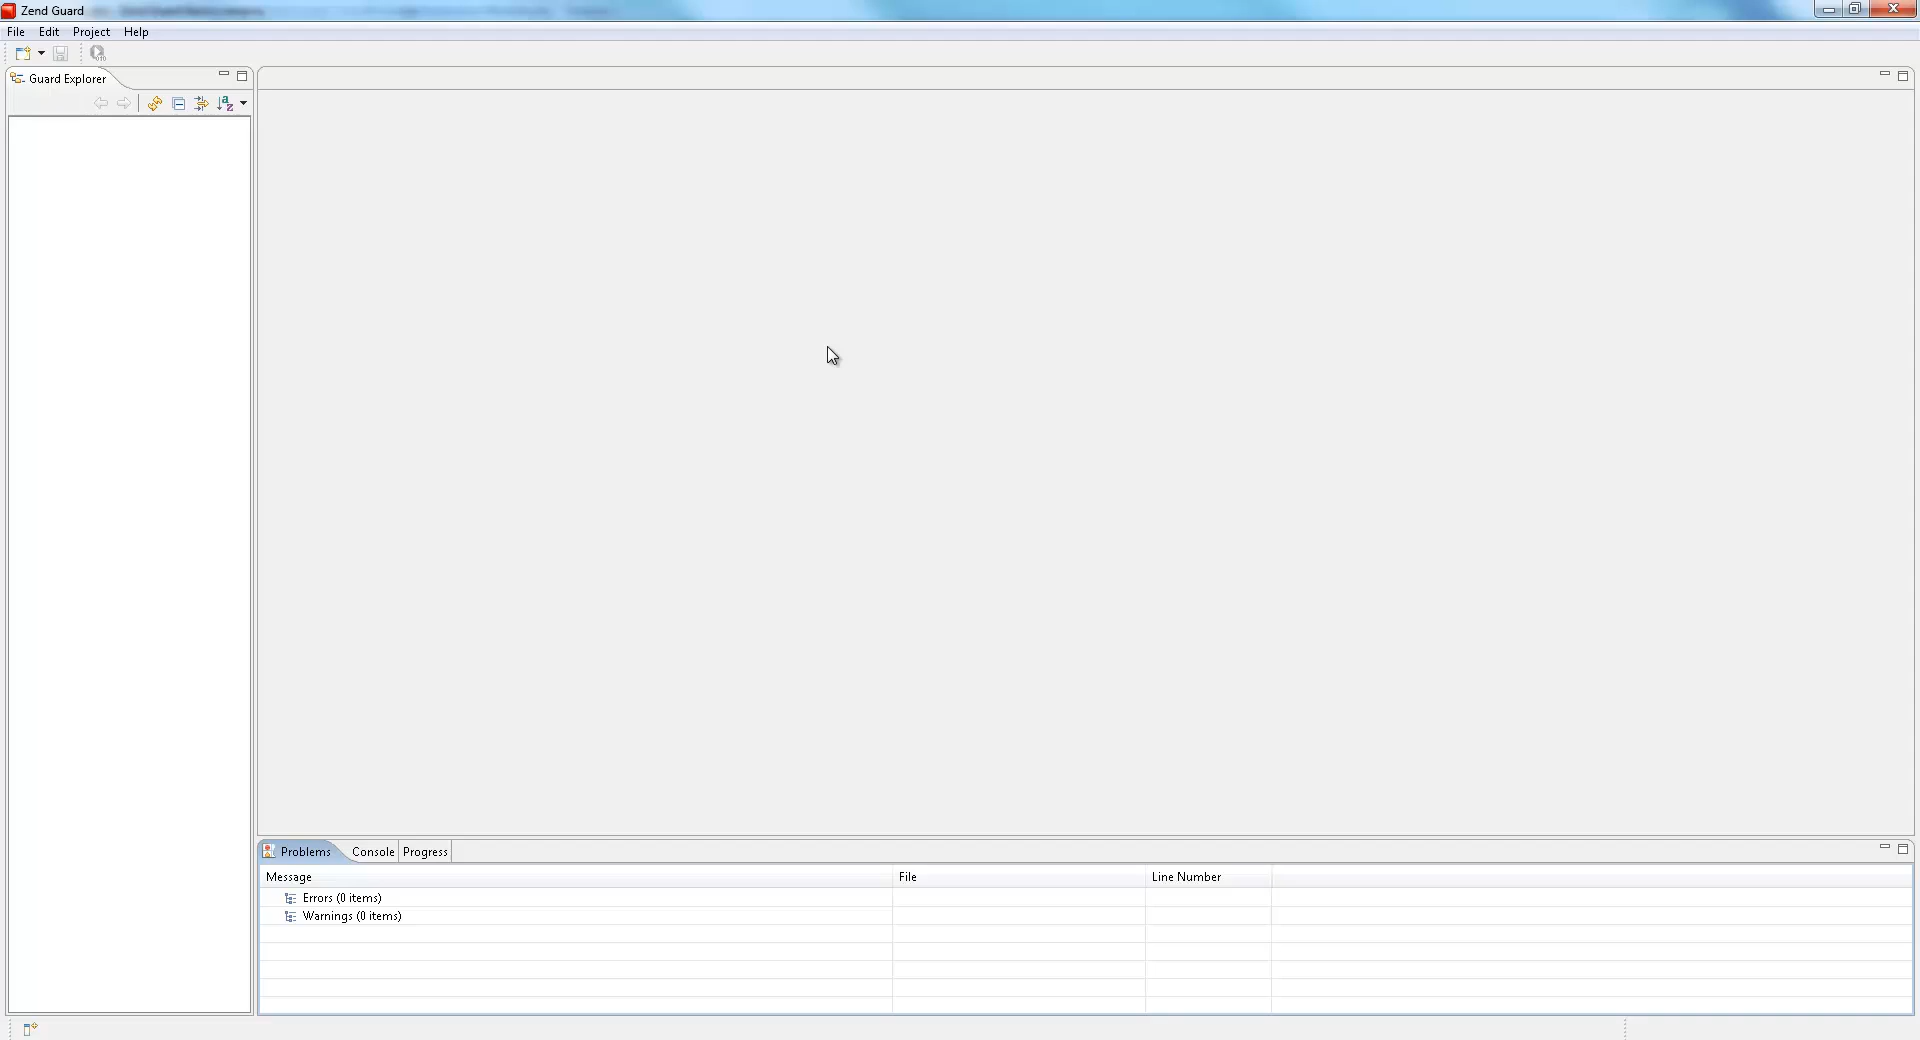 Zend Guard
File Edit Project Help
Guard Explorer
Problems Console Progress
Message File Line Number
Errors (0 items)
Warnings (0 items)